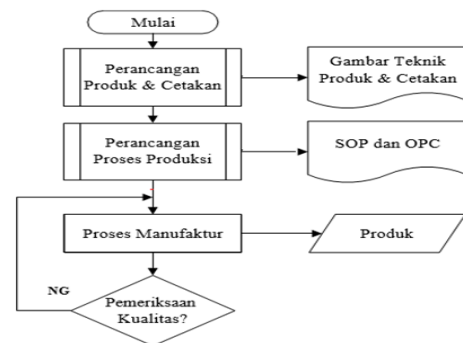 Mulai
Perancangan
Produk & Cetakan
Gambar Teknik
Produk & Cetakan
Perancangan
Proses Produksi
SOP dan OPC
Proses Manufaktur
Produk
NG
Pemeriksaan
Kualitas?